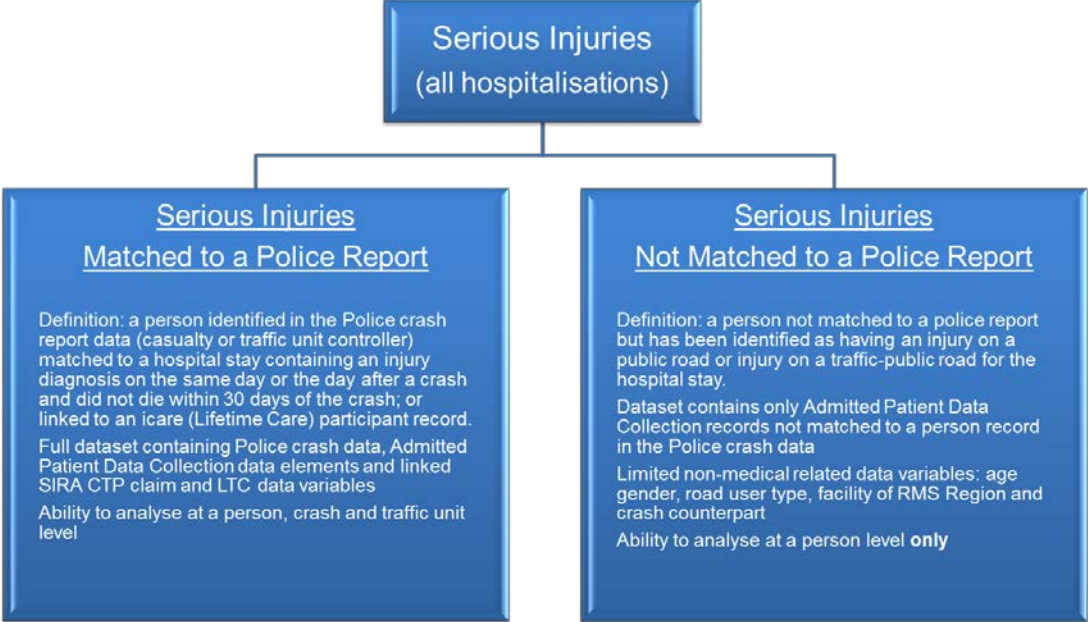 Serious Injuries
(all hospitalisations)
Serious Injuries
Matched to a Police Report
Definition: a person identified in the Police crash
report data (casualty or traffic unit controller)
matched to a hospital stay containing an injury
diagnosis on the same day or the day after a crash
and did not die within 30 days of the crash; or
linked to an icare (Lifetime Care) participant record.
Full dataset containing Police crash data, Admitted
Patient Data Collection data elements and linked
SIRA CTP claim and LTC data variables
Ability to analyse at a person, crash and traffic unit
level
Serious Injuries
Not Matched to a Police Report
Definition: a person not matched to a police report
but has been identified as having an injury on a
public road or injury on a traffic-public road for the
hospital stay.
Dataset contains only Admitted Patient Data
Collection records not matched to a person record
in the Police crash data
Limited non-medical related data variables: age
gender, road user type, facility of RMS Region and
crash counterpart
Ability to analyse at a person level only